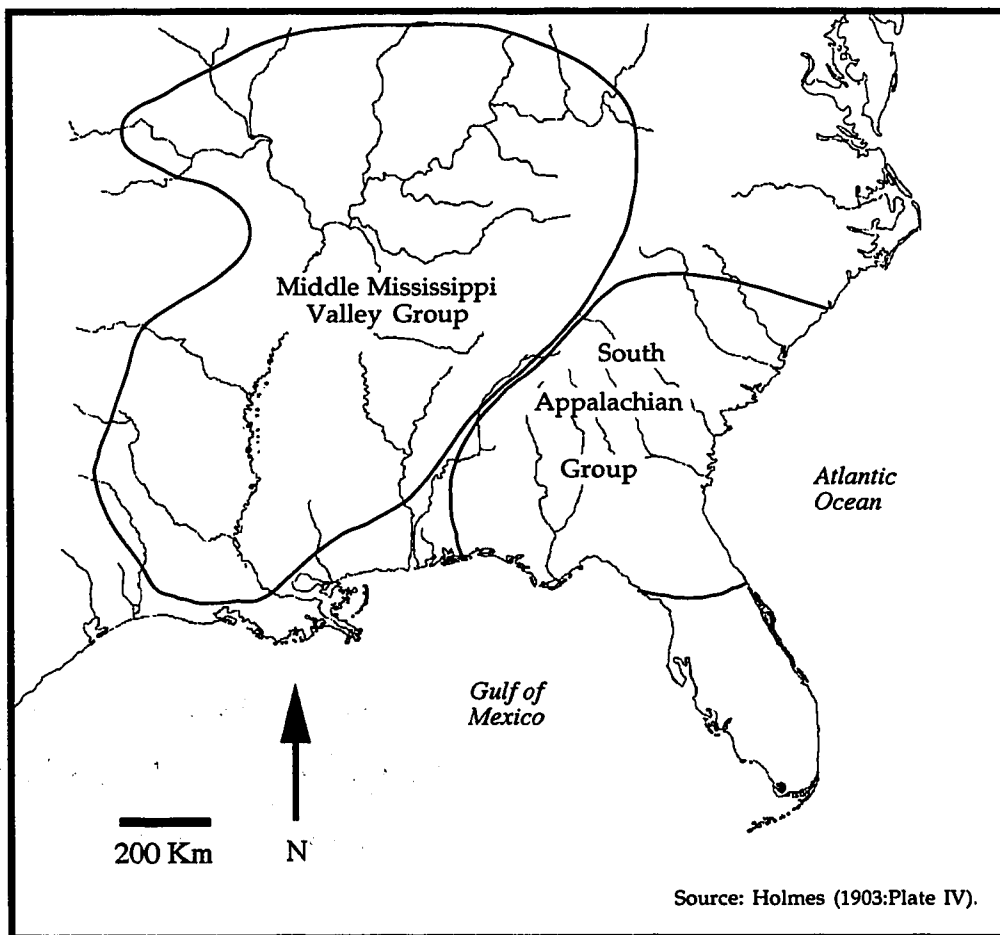 Middle Mississippi
Valley Group
South
Appalachian
Group
Atlantic
Ocean
Gulf of
Mexico
200 Km
N
Source: Holmes (1903:Plate IV).